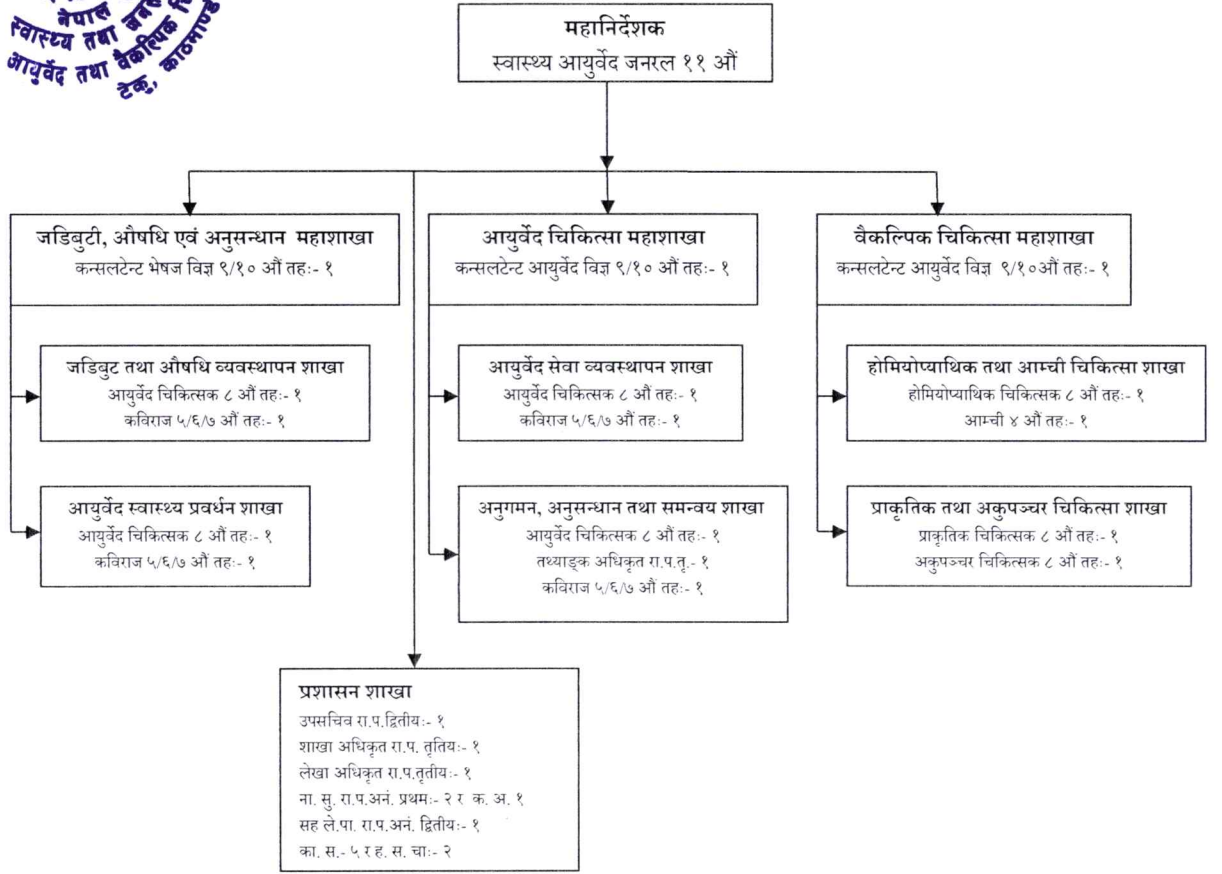 नेपाल
स्वास्थ्य तथा
आयुर्वेद तथा वैकल्पिक
टेकु, काठमाण्डौ
महानिर्देशक
स्वास्थ्य आयुर्वेद जनरल ११ औं
जडिबुटी, औषधि एवं अनुसन्धान महाशाखा
कन्सलटेन्ट भेषज विज्ञ ९/१० औं तहः- १
आयुर्वेद चिकित्सा महाशाखा
कन्सलटेन्ट आयुर्वेद विज्ञ ९/१० औं तहः- १
वैकल्पिक चिकित्सा महाशाखा
कन्सलटेन्ट आयुर्वेद विज्ञ ९/१०औं तहः- १
जडिबुट तथा औषधि व्यवस्थापन शाखा
आयुर्वेद चिकित्सक ८ औं तहः- १
कविराज ५/६/७ औं तहः- १
आयुर्वेद सेवा व्यवस्थापन शाखा
आयुर्वेद चिकित्सक ८ औं तहः- १
कविराज ५/६/७ औं तहः- १
होमियोप्याथिक तथा आम्ची चिकित्सा शाखा
होमियोप्याथिक चिकित्सक ८ औं तहः- १
आम्ची ४ औं तहः- १
आयुर्वेद स्वास्थ्य प्रवर्धन शाखा
आयुर्वेद चिकित्सक ८ औं तहः- १
कविराज ५/६/७ औं तहः- १
अनुगमन, अनुसन्धान तथा समन्वय शाखा
आयुर्वेद चिकित्सक ८ औं तहः- १
तथ्याङ्क अधिकृत रा.प.तृ.- १
कविराज ५/६/७ औं तहः- १
प्राकृतिक तथा अकुपञ्चर चिकित्सा शाखा
प्राकृतिक चिकित्सक ८ औं तहः- १
अकुपञ्चर चिकित्सक ८ औं तहः- १
प्रशासन शाखा
उपसचिव रा.प.द्वितीयः- १
शाखा अधिकृत रा.प. तृतियः- १
लेखा अधिकृत रा.प.तृतीयः- १
ना. सु. रा.प.अनं. प्रथमः- २ र क. अ. १
सह ले.पा. रा.प.अनं. द्वितीयः- १
का. स.- ५ र ह. स. चाः- २